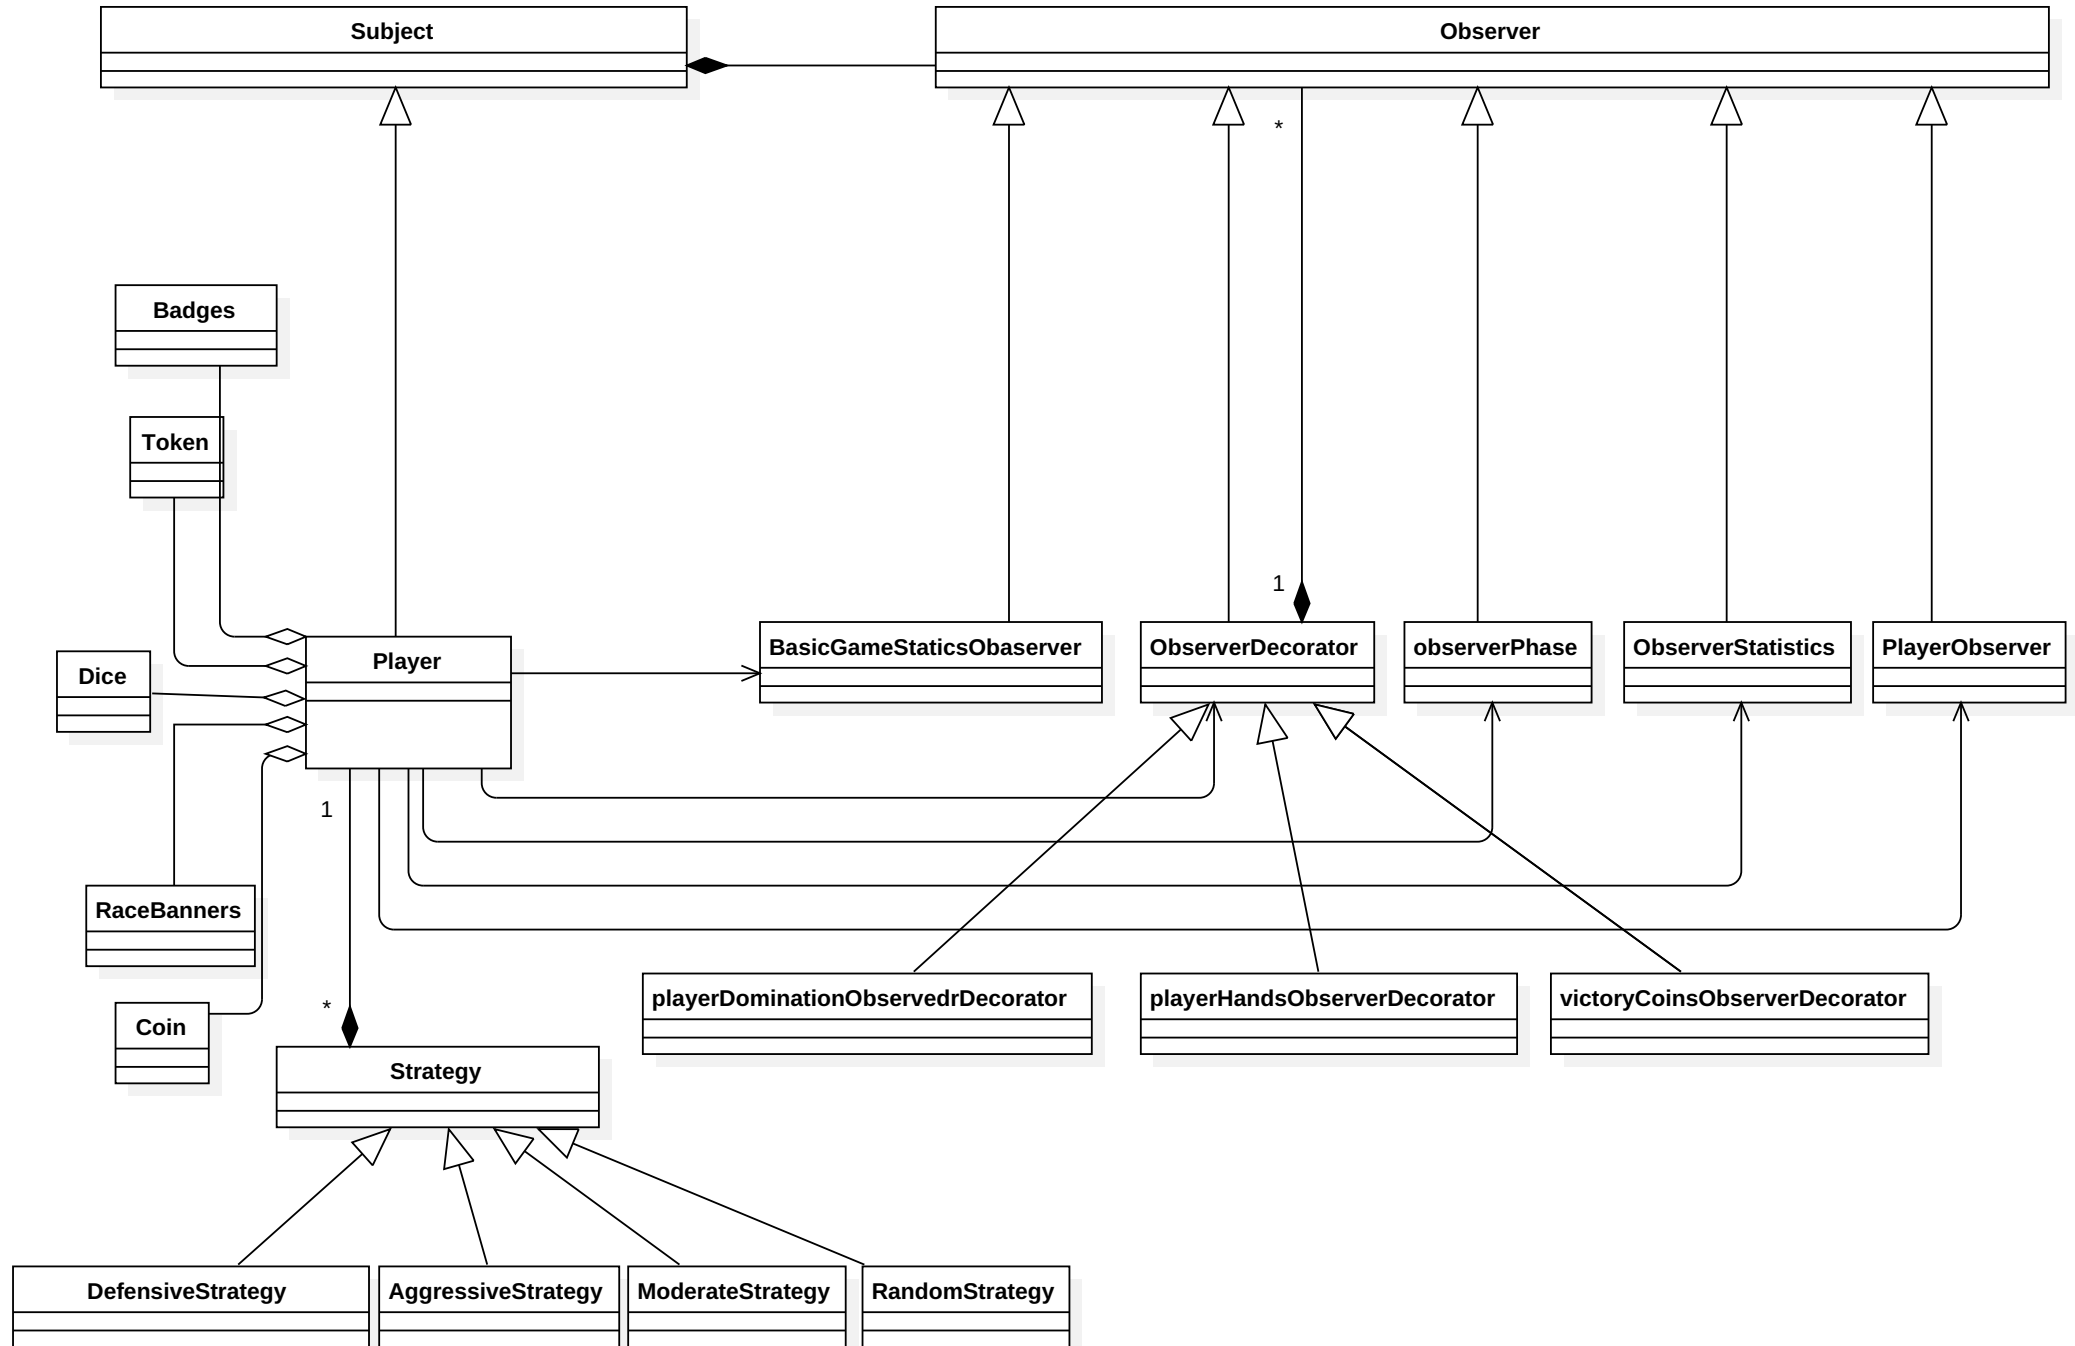 Subject
Observer
*
Badges
Token
Dice
Player
1
BasicGameStaticsObaserver
ObserverDecorator
observerPhase
ObserverStatistics
PlayerObserver
1
RaceBanners
*
Coin
playerDominationObservedrDecorator
playerHandsObserverDecorator
victoryCoinsObserverDecorator
Strategy
DefensiveStrategy
AggressiveStrategy
ModerateStrategy
RandomStrategy